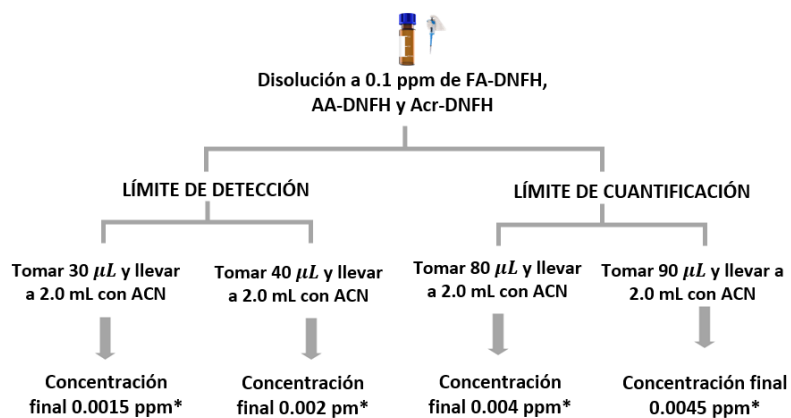 Disolución a 0.1 ppm de FA-DNFH,
AA-DNFH y Acr-DNFH
LÍMITE DE DETECCIÓN
LÍMITE DE CUANTIFICACIÓN
Tomar 30 μL y llevar
a 2.0 mL con ACN
Tomar 40 μL y llevar
a 2.0 mL con ACN
Tomar 80 μL y llevar
a 2.0 mL con ACN
Tomar 90 μL y llevar a
2.0 mL con ACN
Concentración
final 0.0015 ppm*
Concentración
final 0.002 pm*
Concentración
final 0.004 ppm*
Concentración final
0.0045 ppm*